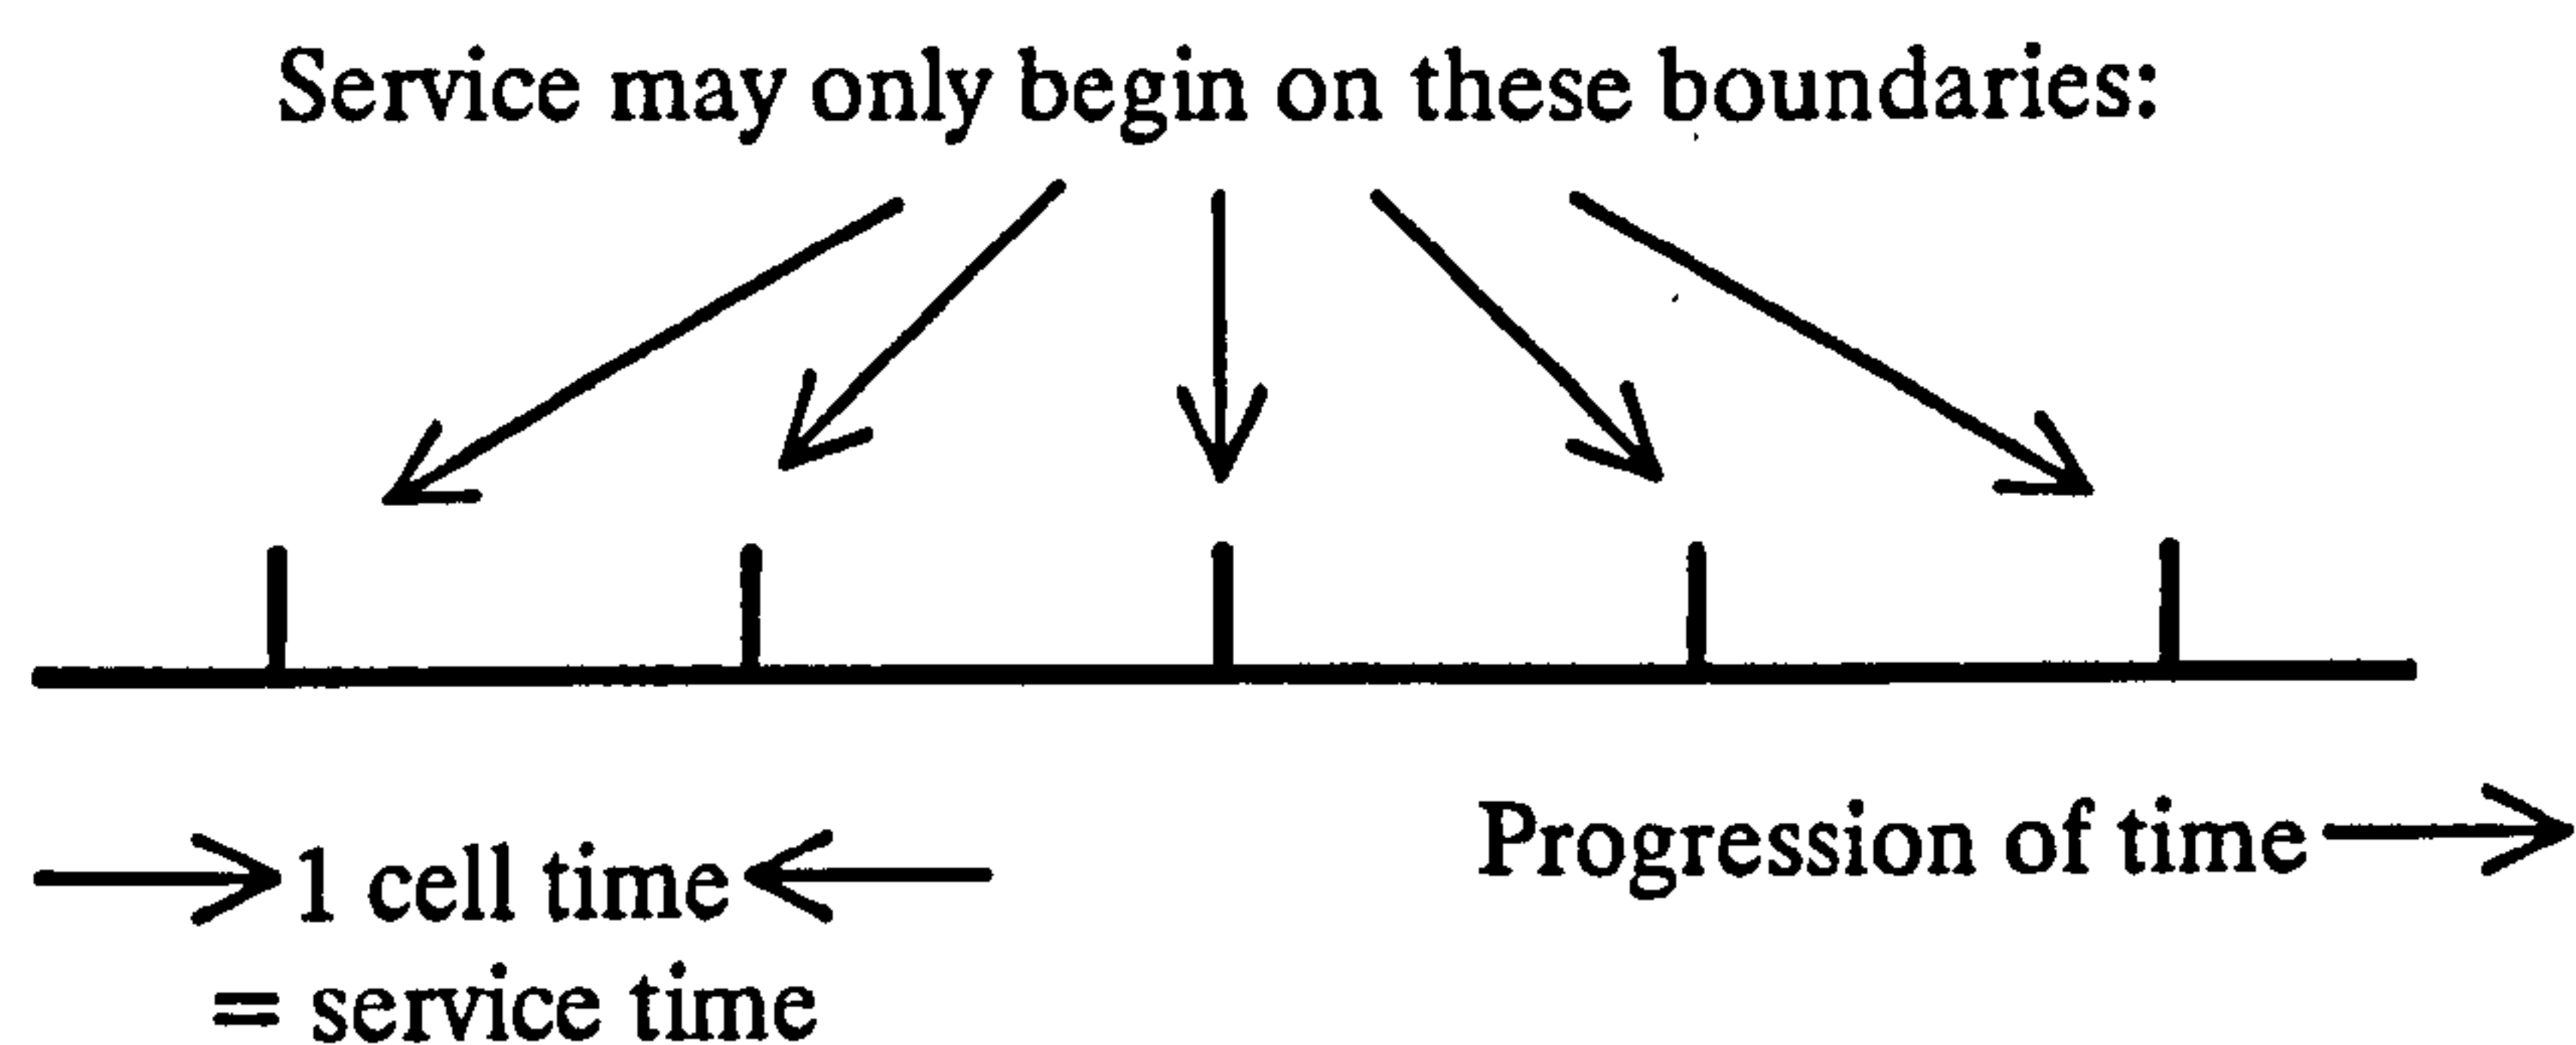 Service may only begin on these boundaries:
1 cell time
Progression of time
= service time